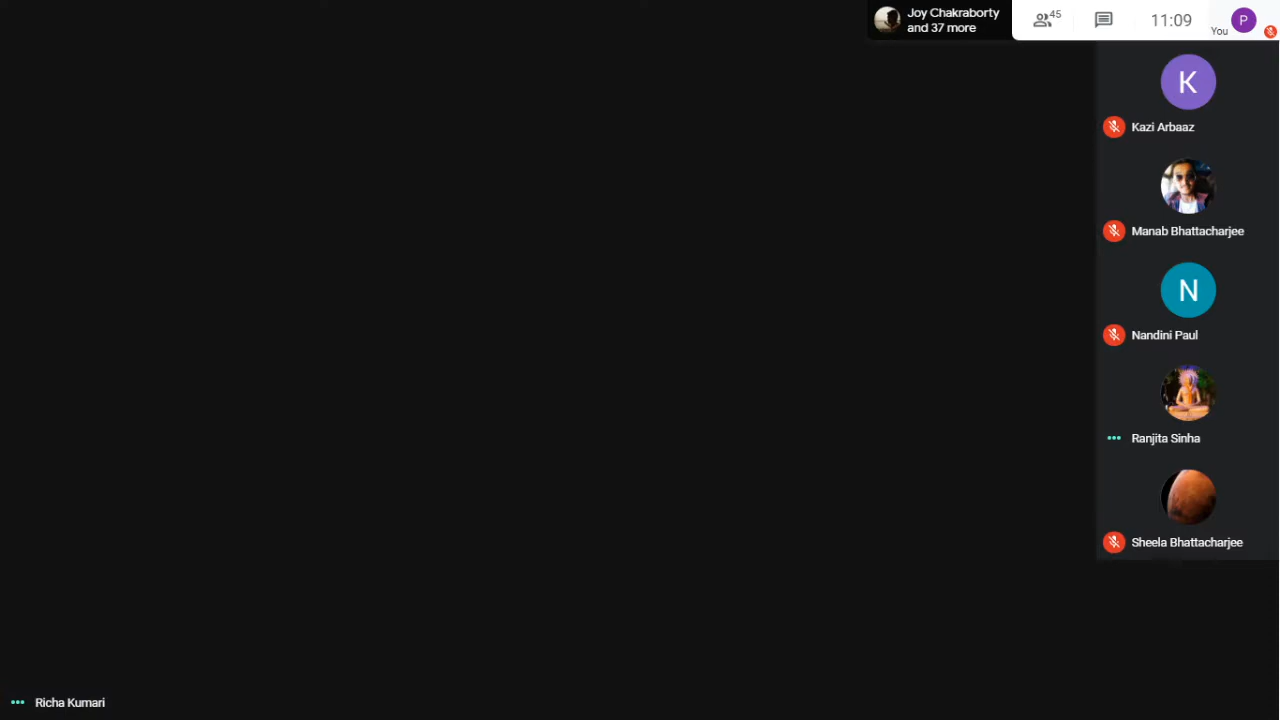 Joy Chakraborty
and 37 more
45
11:09
You
P
K
Kazi Arbaaz
Manab Bhattacharjee
N
Nandini Paul
Ranjita Sinha
Sheela Bhattacharjee
Richa Kumari